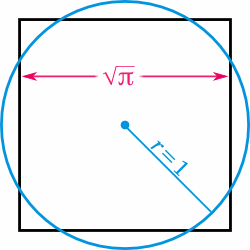 √π
r = 1